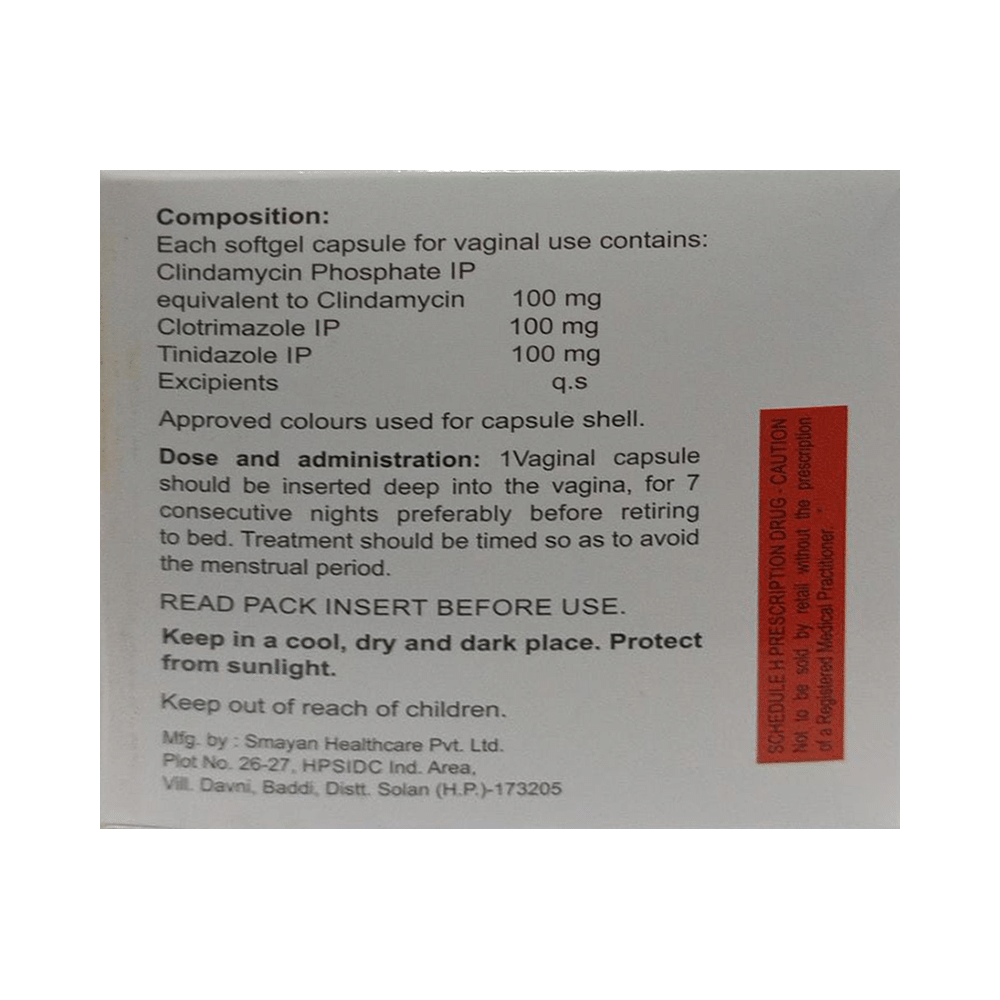 Composition:
Each softgel capsule for vaginal use contains:
Clindamycin Phosphate IP
equivalent to Clindamycin 100 mg
Clotrimazole IP 100 mg
Tinidazole IP 100 mg
Excipients q.s
Approved colours used for capsule shell.
Dose and administration: 1Vaginal capsule
should be inserted deep into the vagina, for 7
consecutive nights preferably before retiring
to bed. Treatment should be timed so as to avoid
the menstrual period.
READ PACK INSERT BEFORE USE.
Keep in a cool, dry and dark place. Protect
from sunlight.
Keep out of reach of children.
Mfg. by : Smayan Healthcare Pvt. Ltd.
Plot No. 26-27, HPSIDC Ind. Area,
Vill. Davni, Baddi, Distt. Solan (H.P.)-173205
SCHEDULE H PRESCRIPTION DRUG - CAUTION
Not to be sold by retail without the prescription
of a Registered Medical Practitioner.